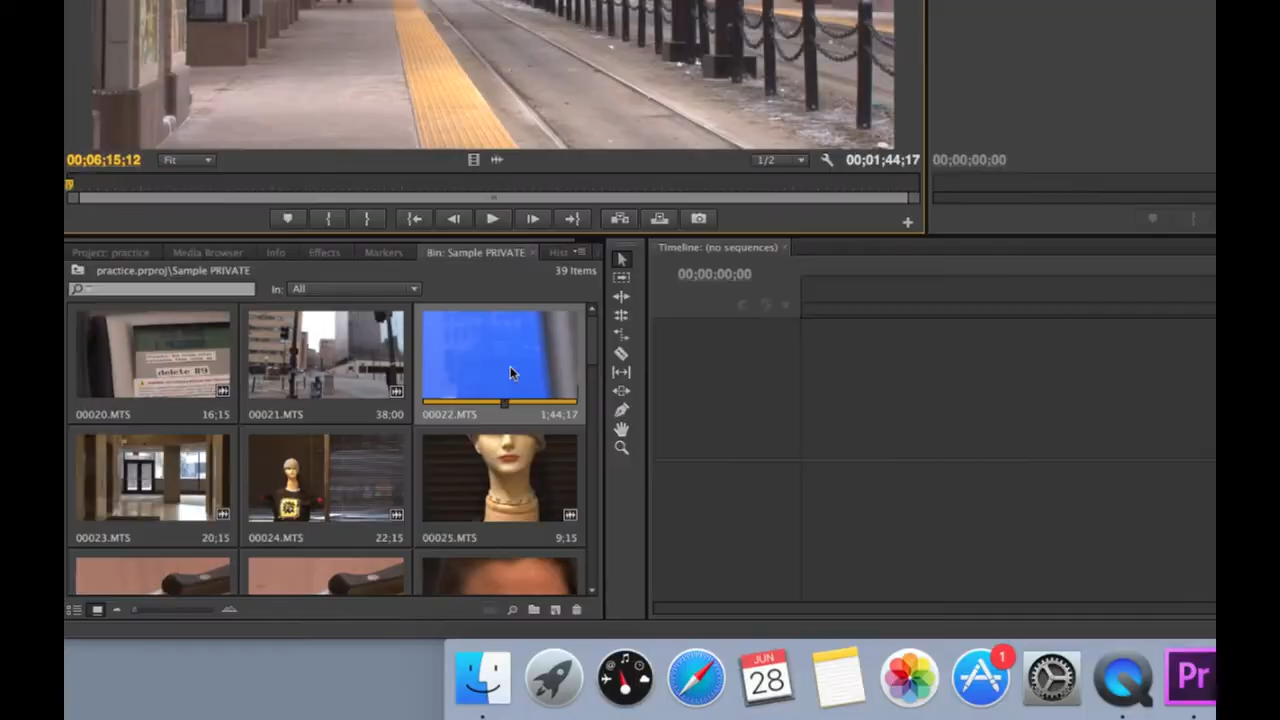 00;06;15;12 Fit 1/2 00;01;44;17 00;00;00;00
Project: practice Media Browser Info Effects Markers Bin: Sample PRIVATE × Hist Timeline: (no sequences) ×
practice.prproj\Sample PRIVATE 39 Items
00;00;00;00
In: All
delete 89
00020.MTS 16;15 00021.MTS 38;00 00022.MTS 1;44;17
00023.MTS 20;15 00024.MTS 22;15 00025.MTS 9;15
JUN
28
1
Pr